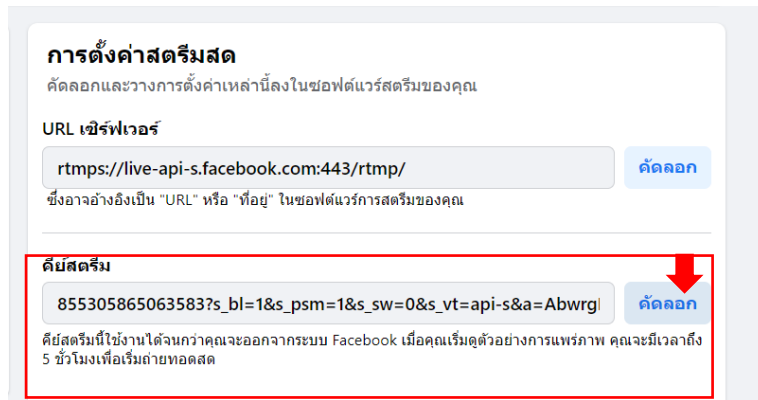 การตั้งค่าสตรีมสด
คัดลอกและวางการตั้งค่าเหล่านี้ลงในซอฟต์แวร์สตรีมของคุณ
URL เซิร์ฟเวอร์
rtmps://live-api-s.facebook.com:443/rtmp/
คัดลอก
ซึ่งอาจอ้างอิงเป็น "URL" หรือ "ที่อยู่" ในซอฟต์แวร์การสตรีมของคุณ
คีย์สตรีม
855305865063583?s_bl=1&s_psm=1&s_sw=0&s_vt=api-s&a=Abwrg
คัดลอก
คีย์สตรีมนี้ใช้งานได้จนกว่าคุณจะออกจากระบบ Facebook เมื่อคุณเริ่มดูตัวอย่างการแพร่ภาพ คุณจะมีเวลาถึง
5 ชั่วโมงเพื่อเริ่มถ่ายทอดสด